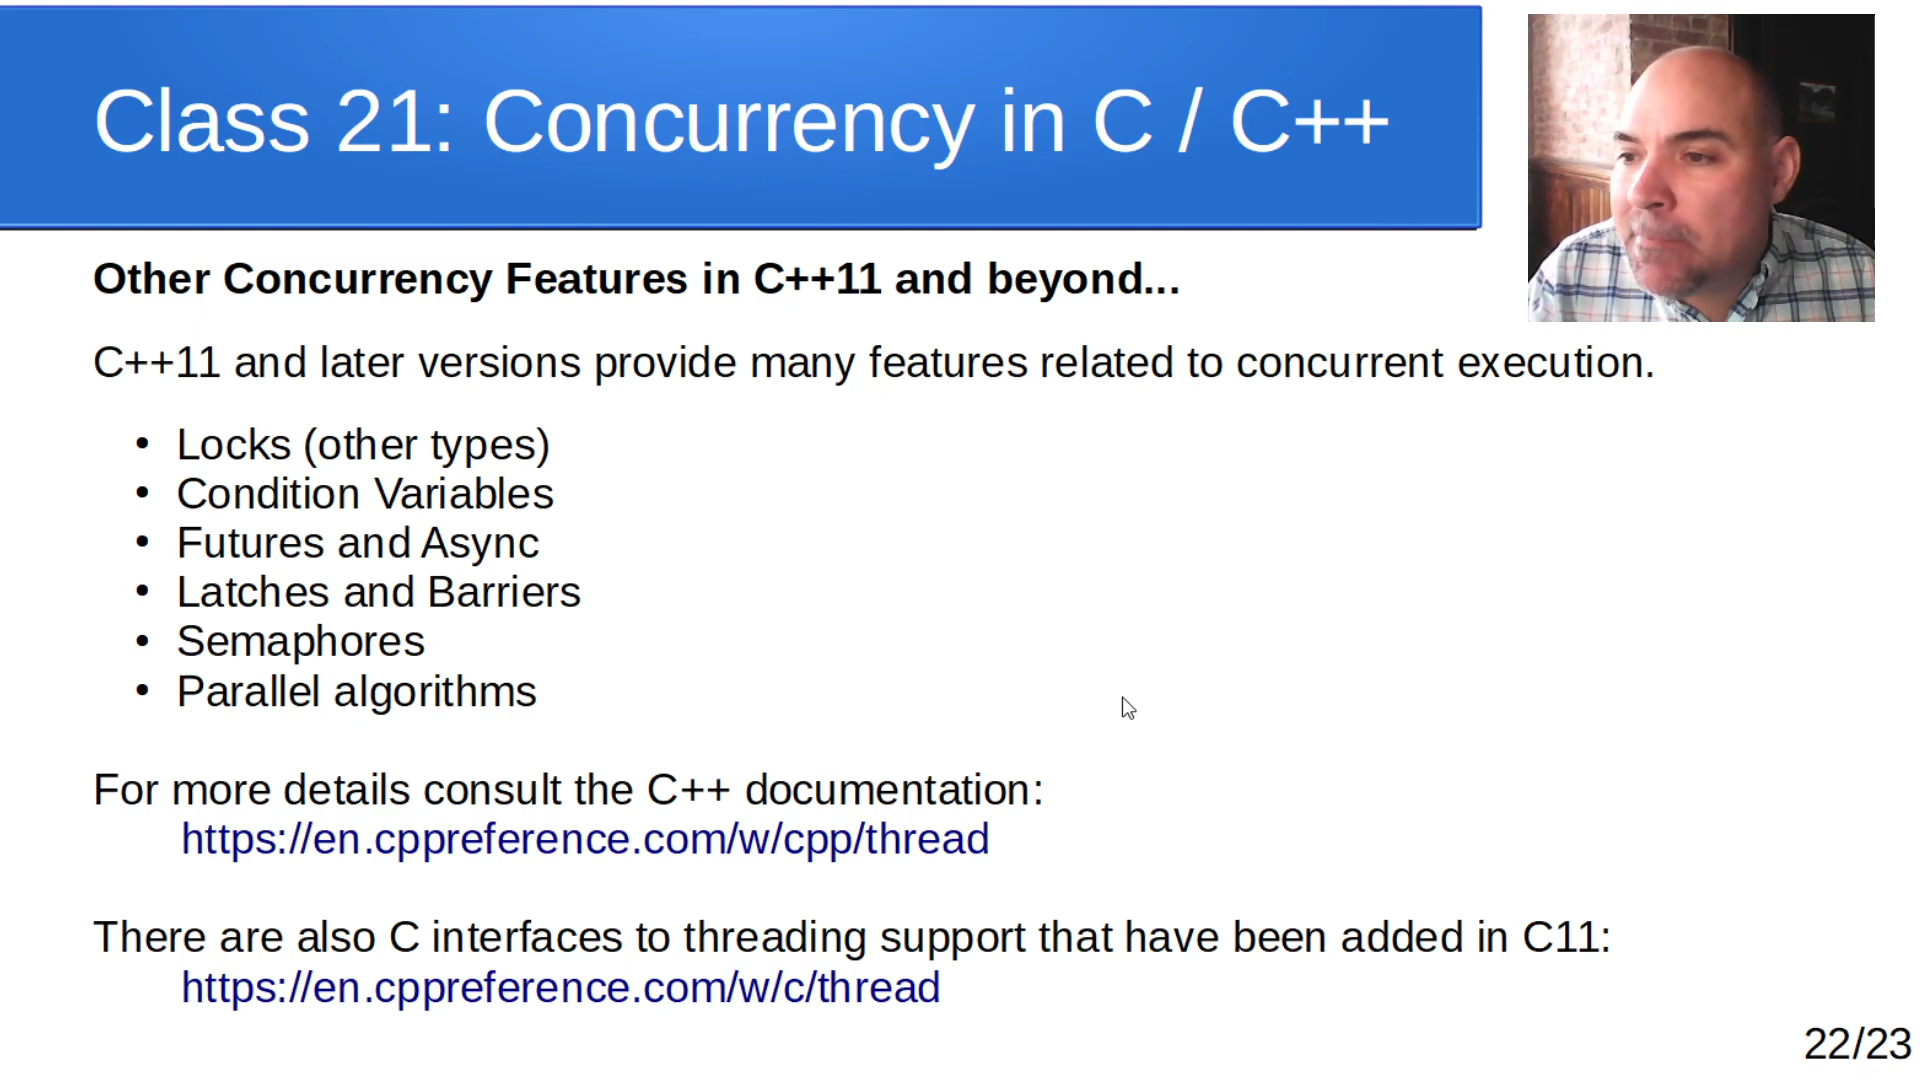 Class 21: Concurrency in C / C++
Other Concurrency Features in C++11 and beyond...
C++11 and later versions provide many features related to concurrent execution.
• Locks (other types)
• Condition Variables
• Futures and Async
• Latches and Barriers
• Semaphores
• Parallel algorithms
For more details consult the C++ documentation:
https://en.cppreference.com/w/cpp/thread
There are also C interfaces to threading support that have been added in C11:
https://en.cppreference.com/w/c/thread
22/23